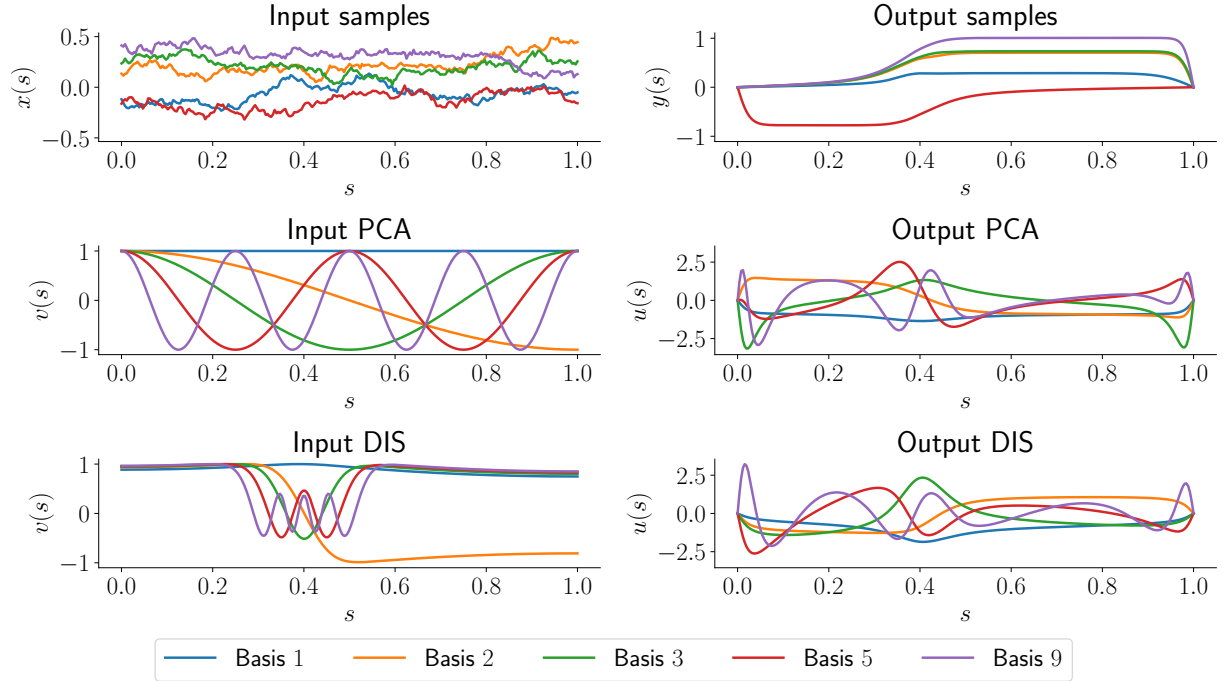 Input samples
Output samples
x(s)
0.5
0.0
−0.5
0.0 0.2 0.4 0.6 0.8 1.0
s
y(s)
1
0
−1
0.0 0.2 0.4 0.6 0.8 1.0
s
Input PCA
Output PCA
v(s)
1
0
−1
0.0 0.2 0.4 0.6 0.8 1.0
s
u(s)
2.5
0.0
−2.5
0.0 0.2 0.4 0.6 0.8 1.0
s
Input DIS
Output DIS
v(s)
1
0
−1
0.0 0.2 0.4 0.6 0.8 1.0
s
u(s)
2.5
0.0
−2.5
0.0 0.2 0.4 0.6 0.8 1.0
s
Basis 1 Basis 2 Basis 3 Basis 5 Basis 9